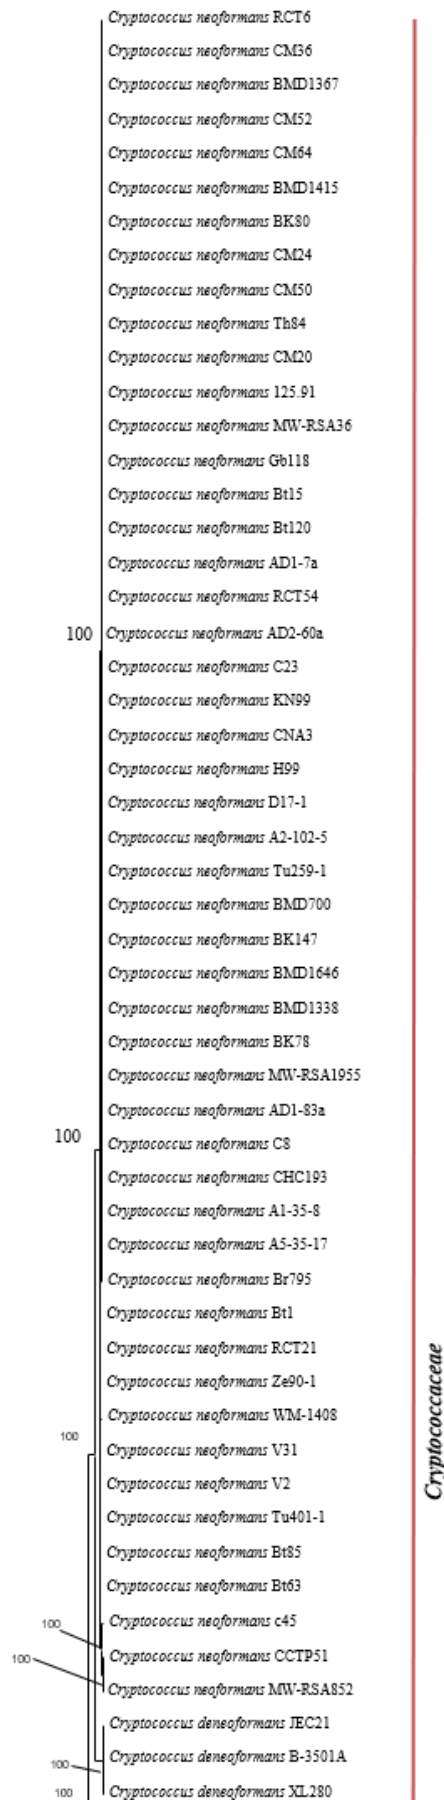 Cryptococcus neoformans RCT6
Cryptococcus neoformans CM36
Cryptococcus neoformans BMD1367
Cryptococcus neoformans CM52
Cryptococcus neoformans CM64
Cryptococcus neoformans BMD1415
Cryptococcus neoformans BK80
Cryptococcus neoformans CM24
Cryptococcus neoformans CM50
Cryptococcus neoformans Th84
Cryptococcus neoformans CM20
Cryptococcus neoformans 125.91
Cryptococcus neoformans MW-RSA36
Cryptococcus neoformans Gb118
Cryptococcus neoformans Bt15
Cryptococcus neoformans Bt120
Cryptococcus neoformans AD1-7a
Cryptococcus neoformans RCT54
100 Cryptococcus neoformans AD2-60a
Cryptococcus neoformans C23
Cryptococcus neoformans KN99
Cryptococcus neoformans CNA3
Cryptococcus neoformans H99
Cryptococcus neoformans D17-1
Cryptococcus neoformans A2-102-5
Cryptococcus neoformans Tu259-1
Cryptococcus neoformans BMD700
Cryptococcus neoformans BK147
Cryptococcus neoformans BMD1646
Cryptococcus neoformans BMD1338
Cryptococcus neoformans BK78
Cryptococcus neoformans MW-RSA1955
Cryptococcus neoformans AD1-83a
100 Cryptococcus neoformans C8
Cryptococcus neoformans CHC193
Cryptococcus neoformans A1-35-8
Cryptococcus neoformans A5-35-17
Cryptococcus neoformans Br795
Cryptococcus neoformans Bt1
Cryptococcus neoformans RCT21
Cryptococcus neoformans Ze90-1
Cryptococcus neoformans WM-1408
100 Cryptococcus neoformans V31
Cryptococcus neoformans V2
Cryptococcus neoformans Tu401-1
Cryptococcus neoformans Bt85
Cryptococcus neoformans Bt63
100 Cryptococcus neoformans c45
100 Cryptococcus neoformans CCTP51
Cryptococcus neoformans MW-RSA852
Cryptococcus deneoformans JEC21
100 Cryptococcus deneoformans B-3501A
100 Cryptococcus deneoformans XL280
Cryptococcaceae